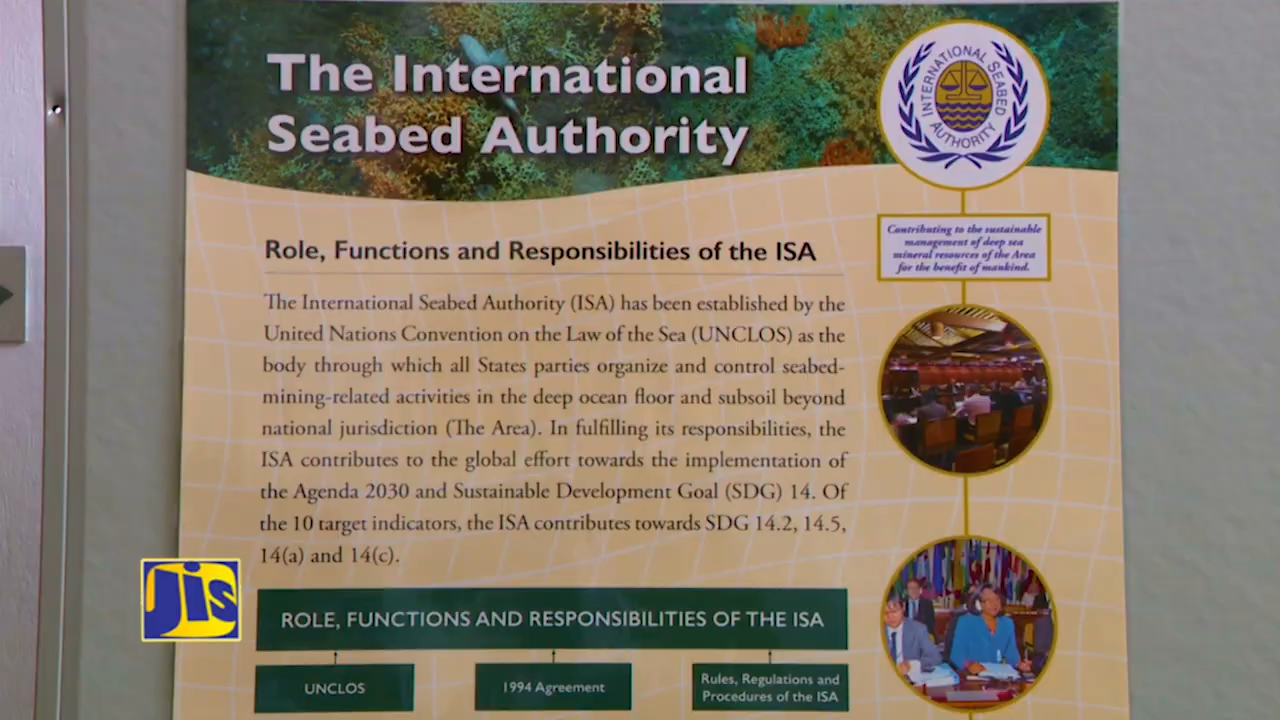 The International
Seabed Authority
INTERNATIONAL SEABED
AUTHORITY
Contributing to the sustainable
management of deep sea
mineral resources of the Area
for the benefit of mankind.
Role, Functions and Responsibilities of the ISA
The International Seabed Authority (ISA) has been established by the
United Nations Convention on the Law of the Sea (UNCLOS) as the
body through which all States parties organize and control seabed-
mining-related activities in the deep ocean floor and subsoil beyond
national jurisdiction (The Area). In fulfilling its responsibilities, the
ISA contributes to the global effort towards the implementation of
the Agenda 2030 and Sustainable Development Goal (SDG) 14. Of
the 10 target indicators, the ISA contributes towards SDG 14.2, 14.5,
14(a) and 14(c).
JIS
ROLE, FUNCTIONS AND RESPONSIBILITIES OF THE ISA
UNCLOS
1994 Agreement
Rules, Regulations and
Procedures of the ISA